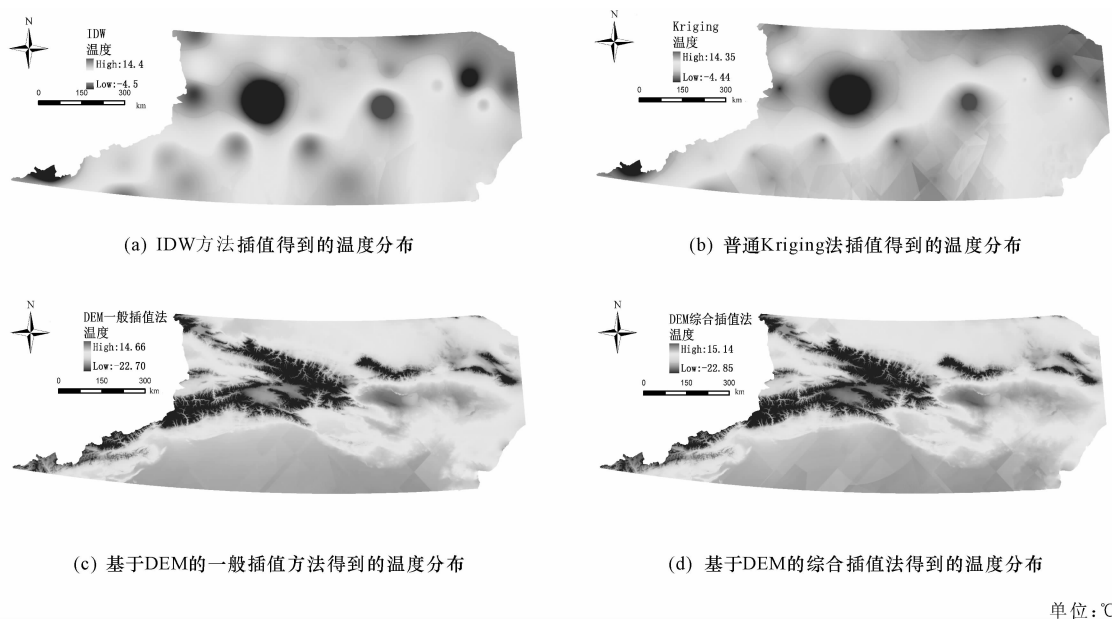 N
IDW
温度
High:14.4
Low:-4.5
0 150 300
km
(a) IDW方法插值得到的温度分布
N
Kriging
温度
High:14.35
Low:-4.44
0 150 300
km
(b) 普通Kriging法插值得到的温度分布
N
DEM一般插值法
温度
High:14.66
Low:-22.70
0 150 300
km
(c) 基于DEM的一般插值方法得到的温度分布
N
DEM综合插值法
温度
High:15.14
Low:-22.85
0 150 300
km
(d) 基于DEM的综合插值法得到的温度分布
单位:℃